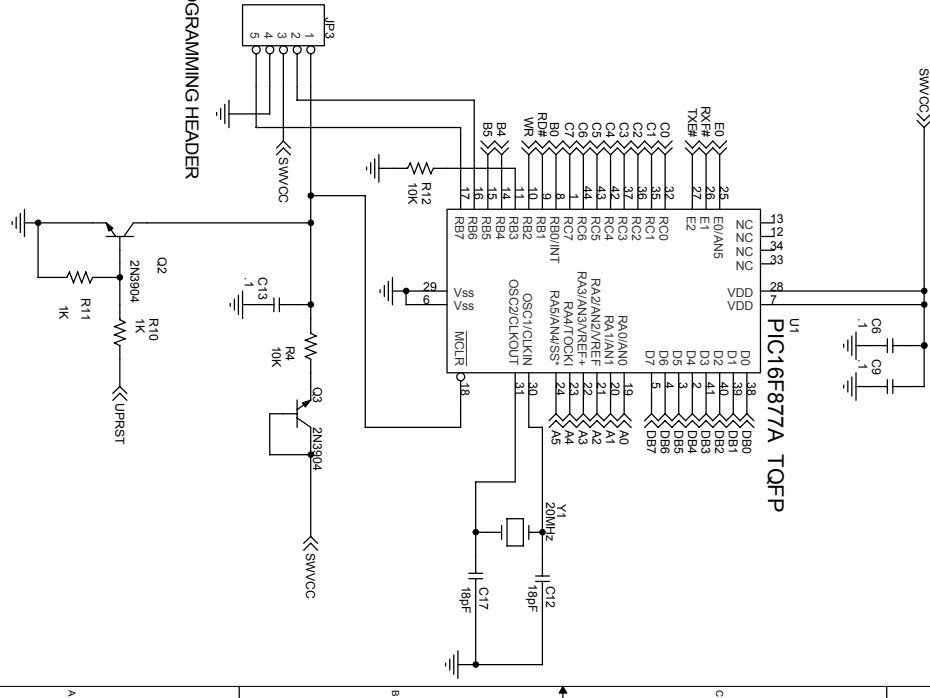 SWVCC
C6
.1
C9
.1
U1
PIC16F877A TQFP
13
12
34
33
28
7
NC
NC
NC
NC
VDD
VDD
E0
RXF#
TXE#
25
26
27
E0/AN5
E1
E2
C0
C1
C2
C3
C4
C5
C6
C7
32
35
36
37
42
43
44
1
RC0
RC1
RC2
RC3
RC4
RC5
RC6
RC7
B0
RD#
WR
8
9
10
11
RB0/INT
RB1
RB2
RB3
B4
B5
14
15
16
17
RB4
RB5
RB6
RB7
D0
D1
D2
D3
D4
D5
D6
D7
38
39
40
41
2
3
4
5
DB0
DB1
DB2
DB3
DB4
DB5
DB6
DB7
RA0/AN0
RA1/AN1
RA2/AN2/VREF
RA3/AN3/VREF+
RA4/TOCKI
RA5/AN4/SS*
19
20
21
22
23
24
A0
A1
A2
A3
A4
A5
OSC1/CLKIN
OSC2/CLKOUT
30
31
MCLR
18
Vss
Vss
29
6
R12
10K
Y1
20MHz
C12
18pF
C17
18pF
JP3
1
2
3
4
5
SWVCC
OGRAMMING HEADER
C13
.1
R4
10K
Q3
2N3904
SWVCC
Q2
2N3904
R11
1K
R10
1K
UPRST
A
B
C